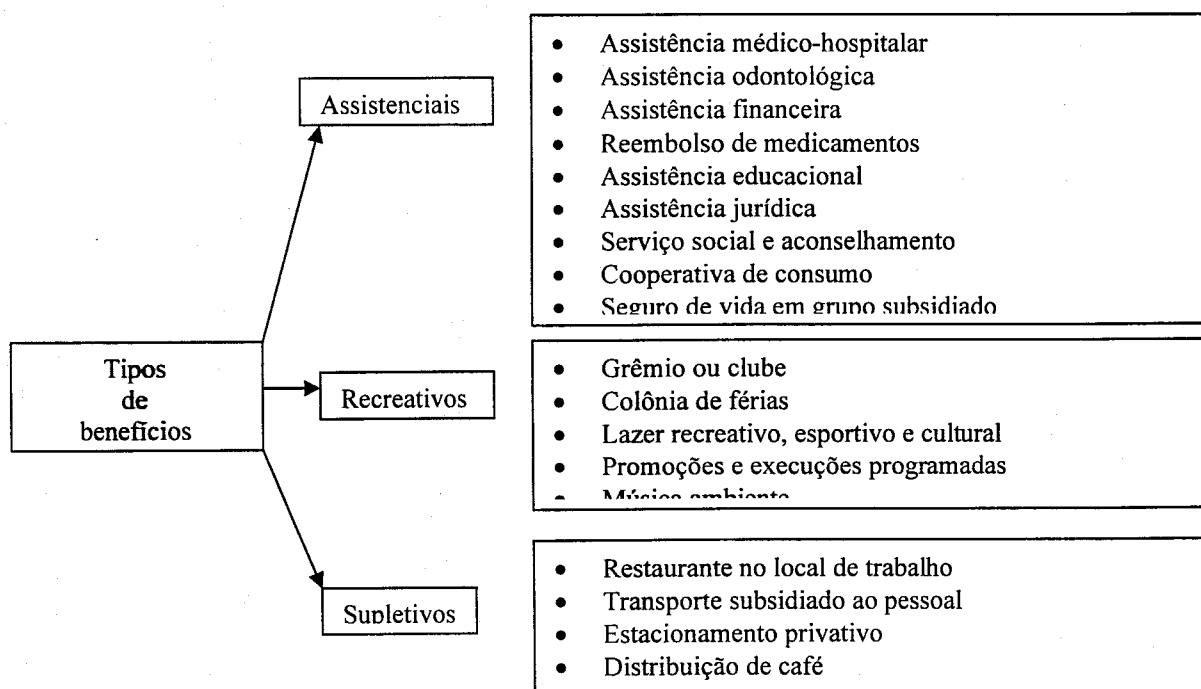 Tipos
de
benefícios
Assistenciais
• Assistência médico-hospitalar
• Assistência odontológica
• Assistência financeira
• Reembolso de medicamentos
• Assistência educacional
• Assistência jurídica
• Serviço social e aconselhamento
• Cooperativa de consumo
• Seguro de vida em grupo subsidiado
Recreativos
• Grêmio ou clube
• Colônia de férias
• Lazer recreativo, esportivo e cultural
• Promoções e execuções programadas
• Música ambiente
Supletivos
• Restaurante no local de trabalho
• Transporte subsidiado ao pessoal
• Estacionamento privativo
• Distribuição de café